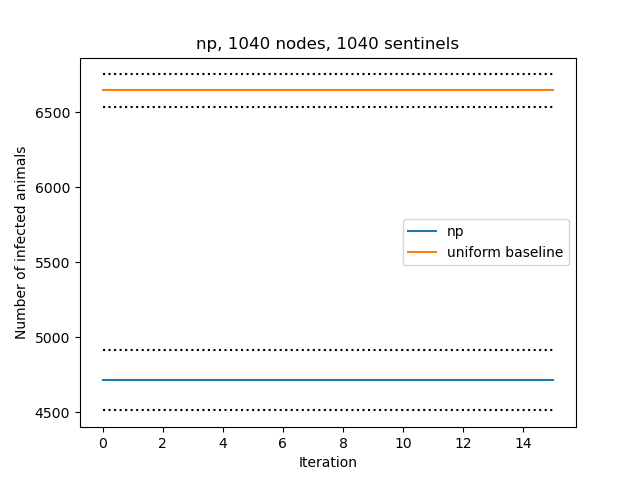 np, 1040 nodes, 1040 sentinels
Number of infected animals
6500
6000
5500
5000
4500
np
uniform baseline
0 2 4 6 8 10 12 14
Iteration